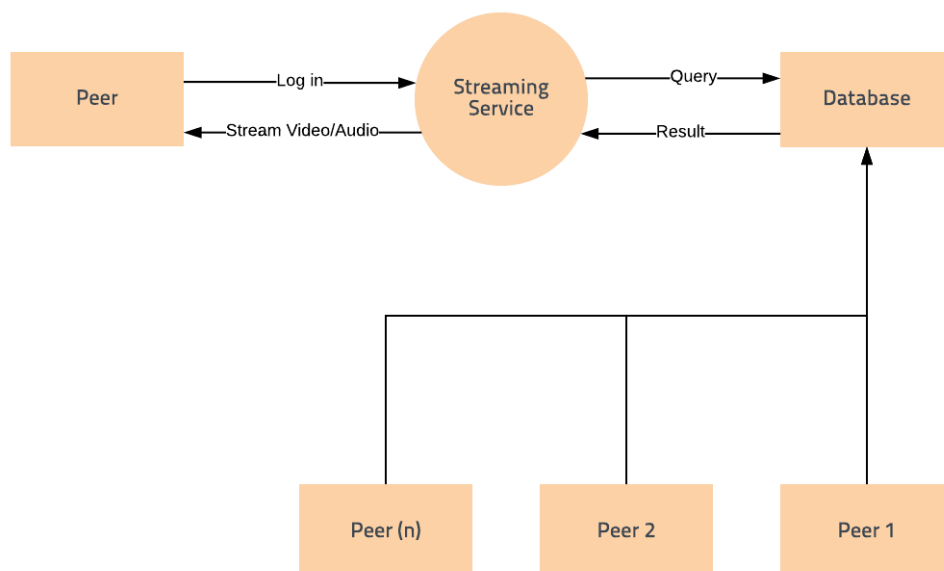 Peer
Log in
Stream Video/Audio
Streaming
Service
Query
Result
Database
Peer (n)
Peer 2
Peer 1